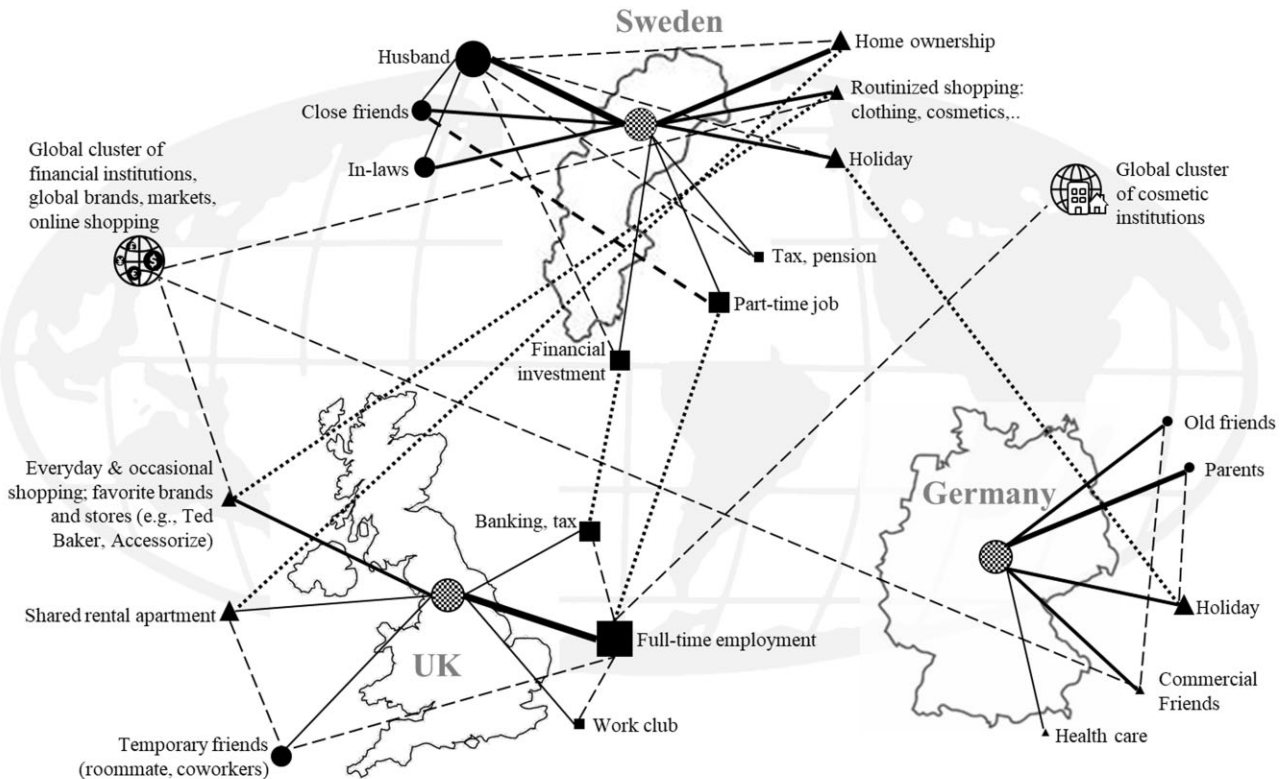 Sweden
Husband
Close friends
In-laws
Home ownership
Routinized shopping:
clothing, cosmetics,..
Holiday
Global cluster of
financial institutions,
global brands, markets,
online shopping
Global cluster
of cosmetic
institutions
Tax, pension
Part-time job
Financial
investment
Everyday & occasional
shopping; favorite brands
and stores (e.g., Ted
Baker, Accessorize)
Banking, tax
Shared rental apartment
Full-time employment
UK
Work club
Temporary friends
(roommate, coworkers)
Germany
Old friends
Parents
Holiday
Commercial
Friends
Health care